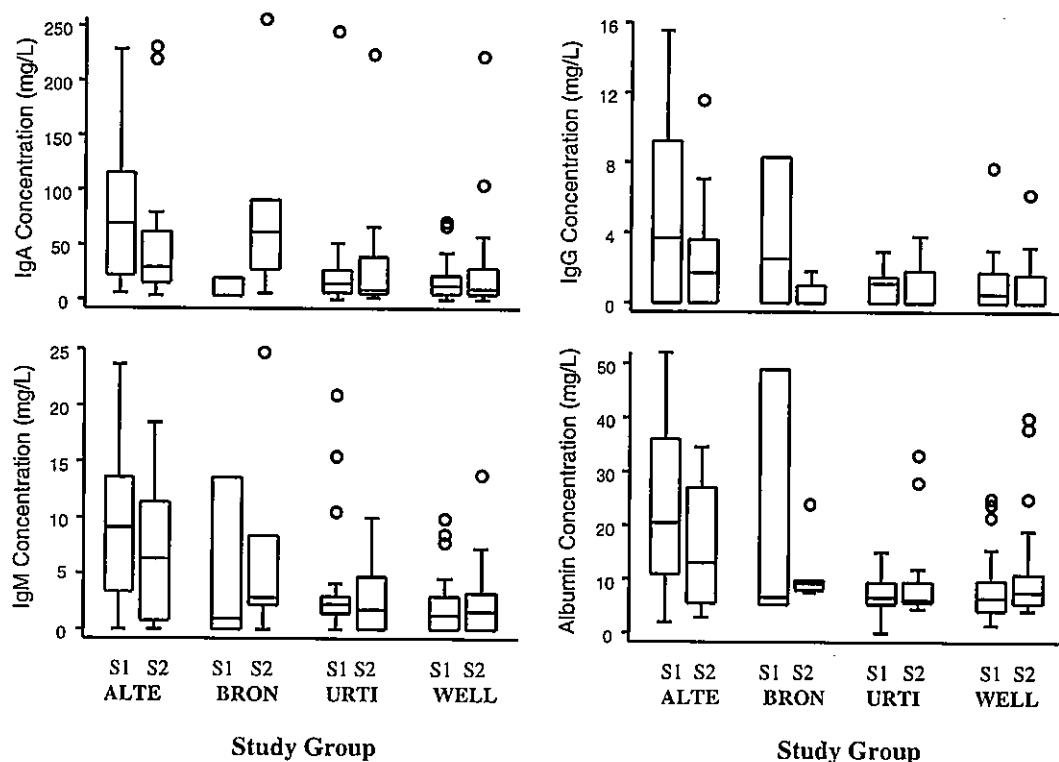 IgA Concentration (mg/L)
250
200
150
100
50
0
IgG Concentration (mg/L)
16
12
8
4
0
IgM Concentration (mg/L)
25
20
15
10
5
0
S1 S2 S1 S2 S1 S2 S1 S2
ALTE BRON URTI WELL
Study Group
Albumin Concentration (mg/L)
50
40
30
20
10
0
S1 S2 S1 S2 S1 S2 S1 S2
ALTE BRON URTI WELL
Study Group